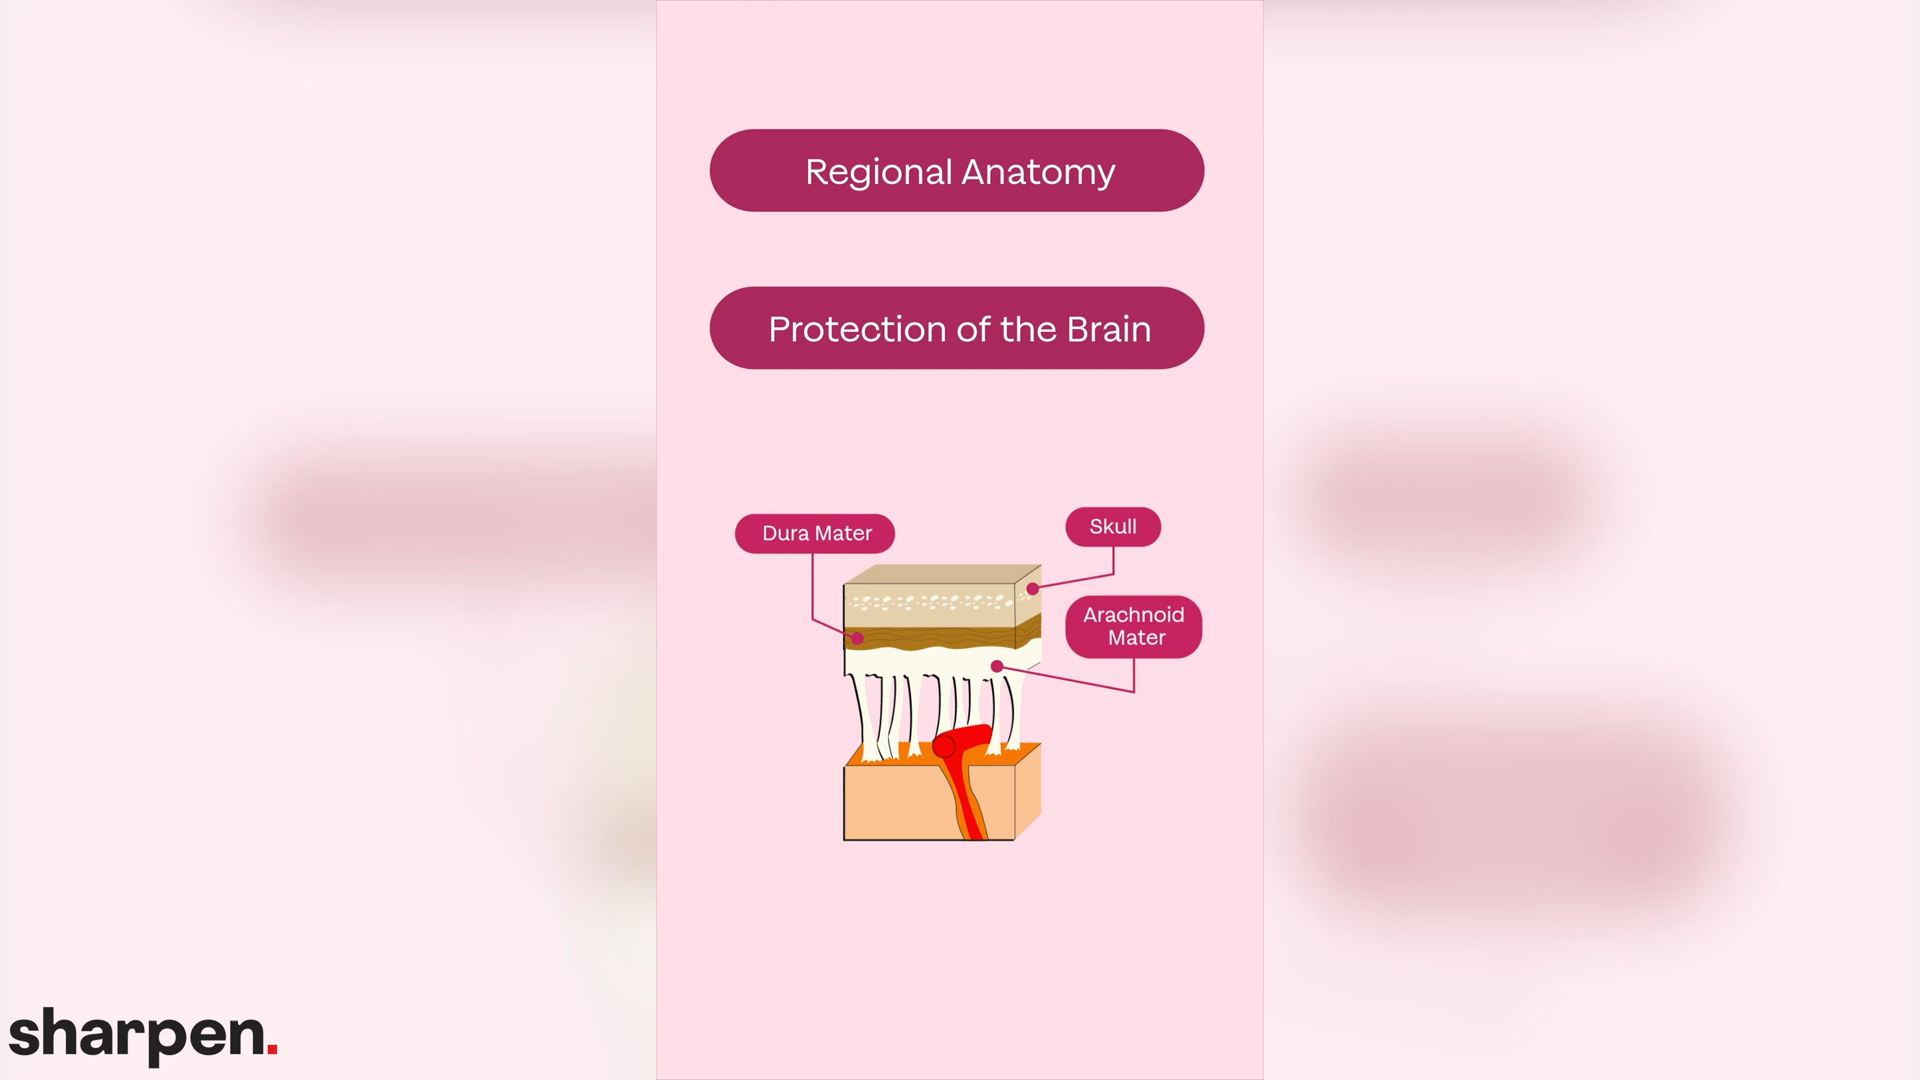 Regional Anatomy
Protection of the Brain
Dura Mater
Skull
Arachnoid
Mater
sharpen.